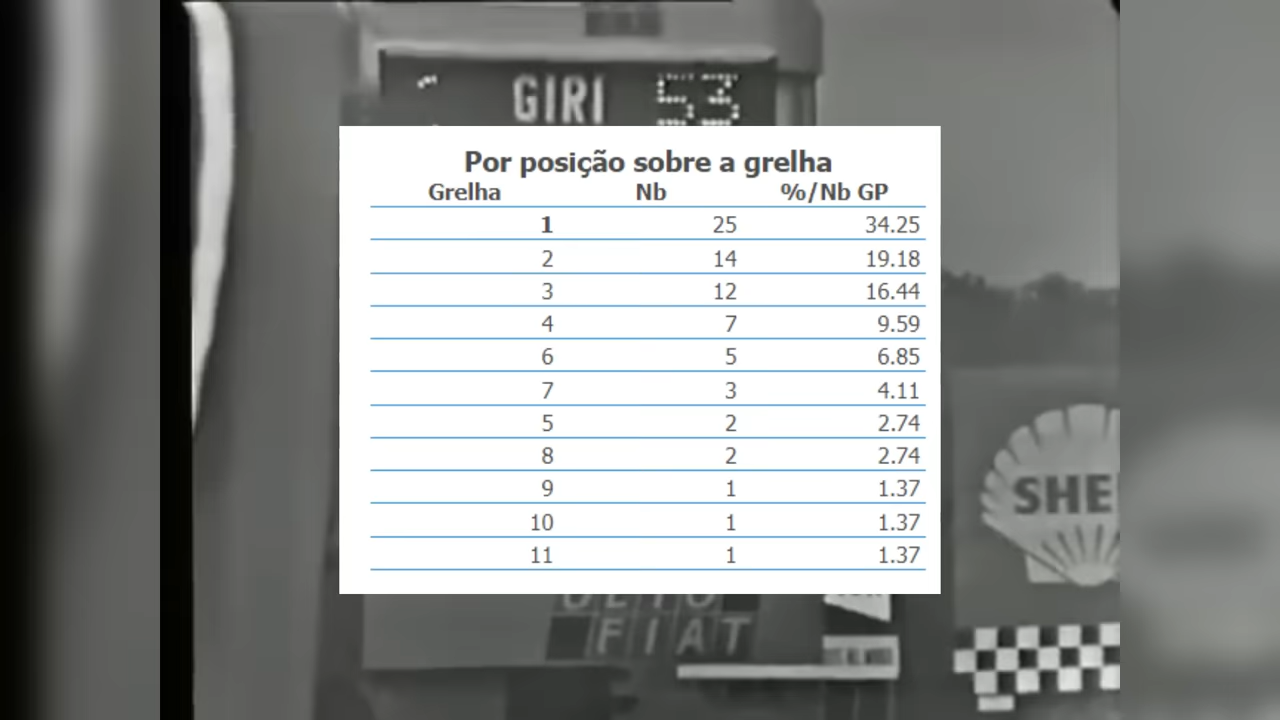 GIRI 53
Por posição sobre a grelha
Grelha Nb %/Nb GP
1 25 34.25
2 14 19.18
3 12 16.44
4 7 9.59
6 5 6.85
7 3 4.11
5 2 2.74
8 2 2.74
9 1 1.37
10 1 1.37
11 1 1.37
SHE
FIAT